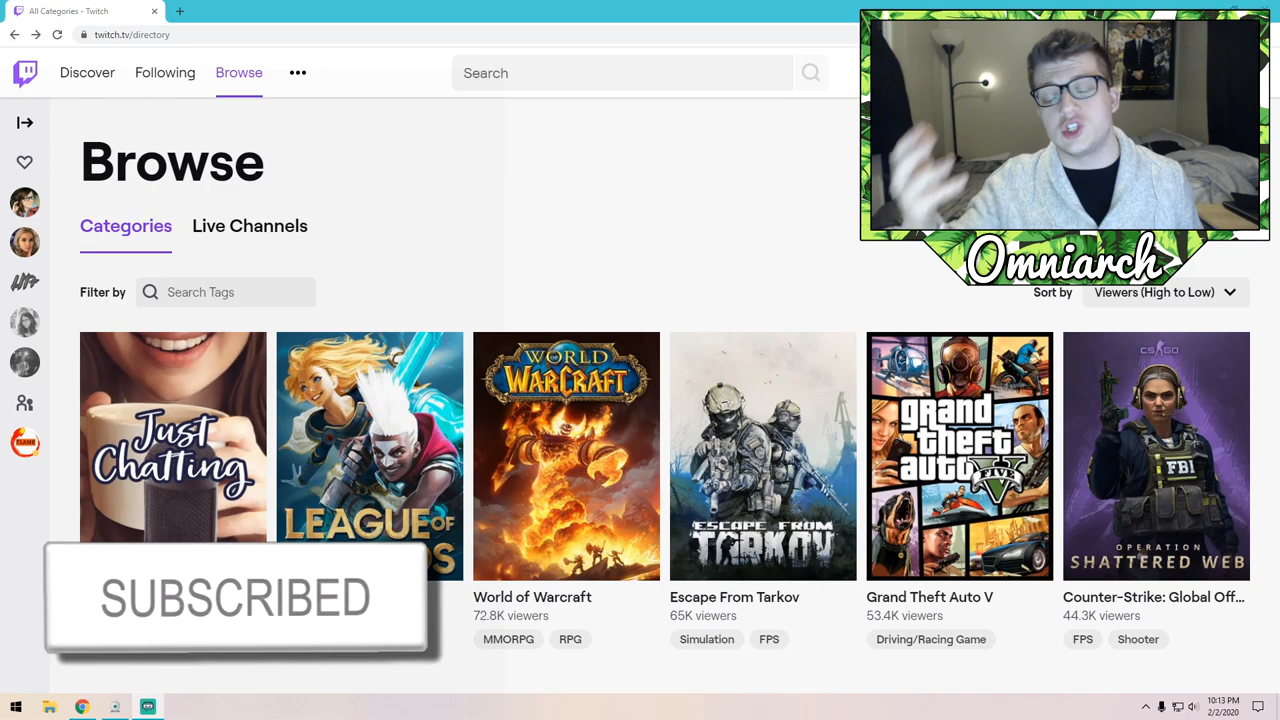 All Categories - Twitch
twitch.tv/directory
Discover
Following
Browse
Search
Browse
Categories
Live Channels
Filter by
Search Tags
Omniarch
Sort by
Viewers (High to Low)
Just
Chatting
LEAGUE OF
WORLD
WARCRAFT
ESCAPE FROM
TARKOV
grand
theft
auto V
FIVE
CS:GO
FBI
OPERATION
SHATTERED WEB
FLAME
SUBSCRIBED
World of Warcraft
72.8K viewers
MMORPG
RPG
Escape From Tarkov
65K viewers
Simulation
FPS
Grand Theft Auto V
53.4K viewers
Driving/Racing Game
Counter-Strike: Global Off...
44.3K viewers
FPS
Shooter
10:13 PM
2/2/2020